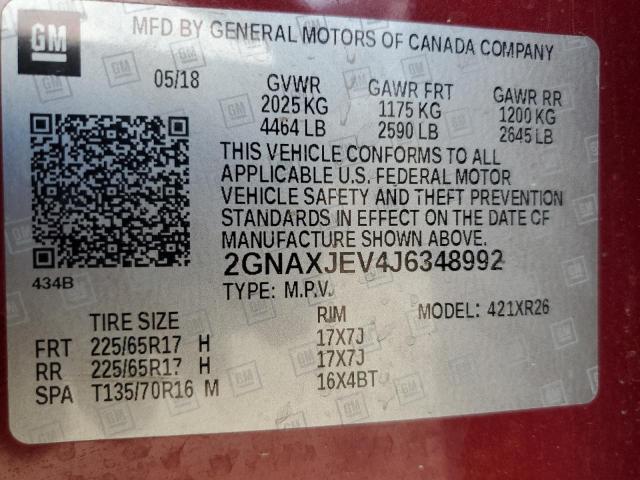 GM
MFD BY GENERAL MOTORS OF CANADA COMPANY
05/18
GVWR GAWR FRT GAWR RR
2025 KG 1175 KG 1200 KG
4464 LB 2590 LB 2645 LB
THIS VEHICLE CONFORMS TO ALL
APPLICABLE U.S. FEDERAL MOTOR
VEHICLE SAFETY AND THEFT PREVENTION
STANDARDS IN EFFECT ON THE DATE OF
MANUFACTURE SHOWN ABOVE.
434B
2GNAXJEV4J6348992
TYPE: M.P.V. MODEL: 421XR26
TIRE SIZE RIM
FRT 225/65R17 H 17X7J
RR 225/65R17 H 17X7J
SPA T135/70R16 M 16X4BT